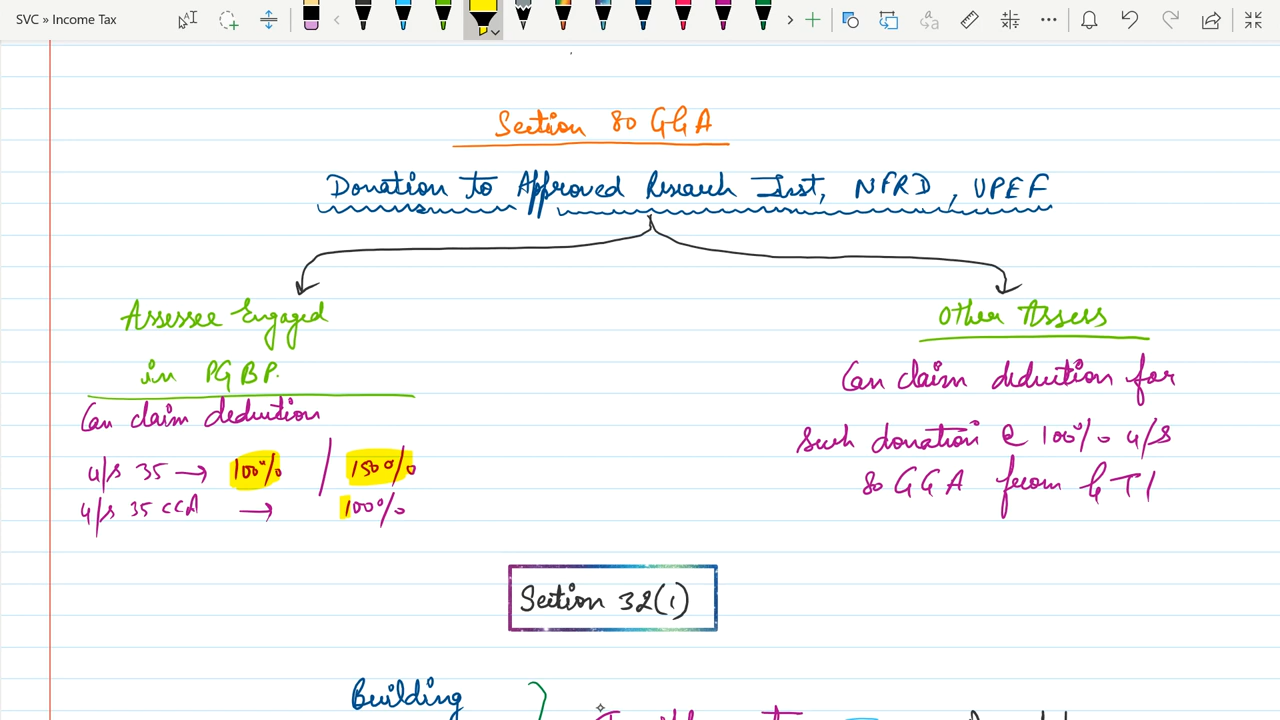 SVC » Income Tax
Section 80 GGA
Donation to Approved Research Inst, NFRD, UPEF
Assessee Engaged
in PGBP.
Can claim deduction
u/s 35 → 100% / 150%
u/s 35 CCA → 100%
Other Assess
Can claim deduction for
such donation @ 100% u/s
80 GGA from GTI
Section 32(1)
Building